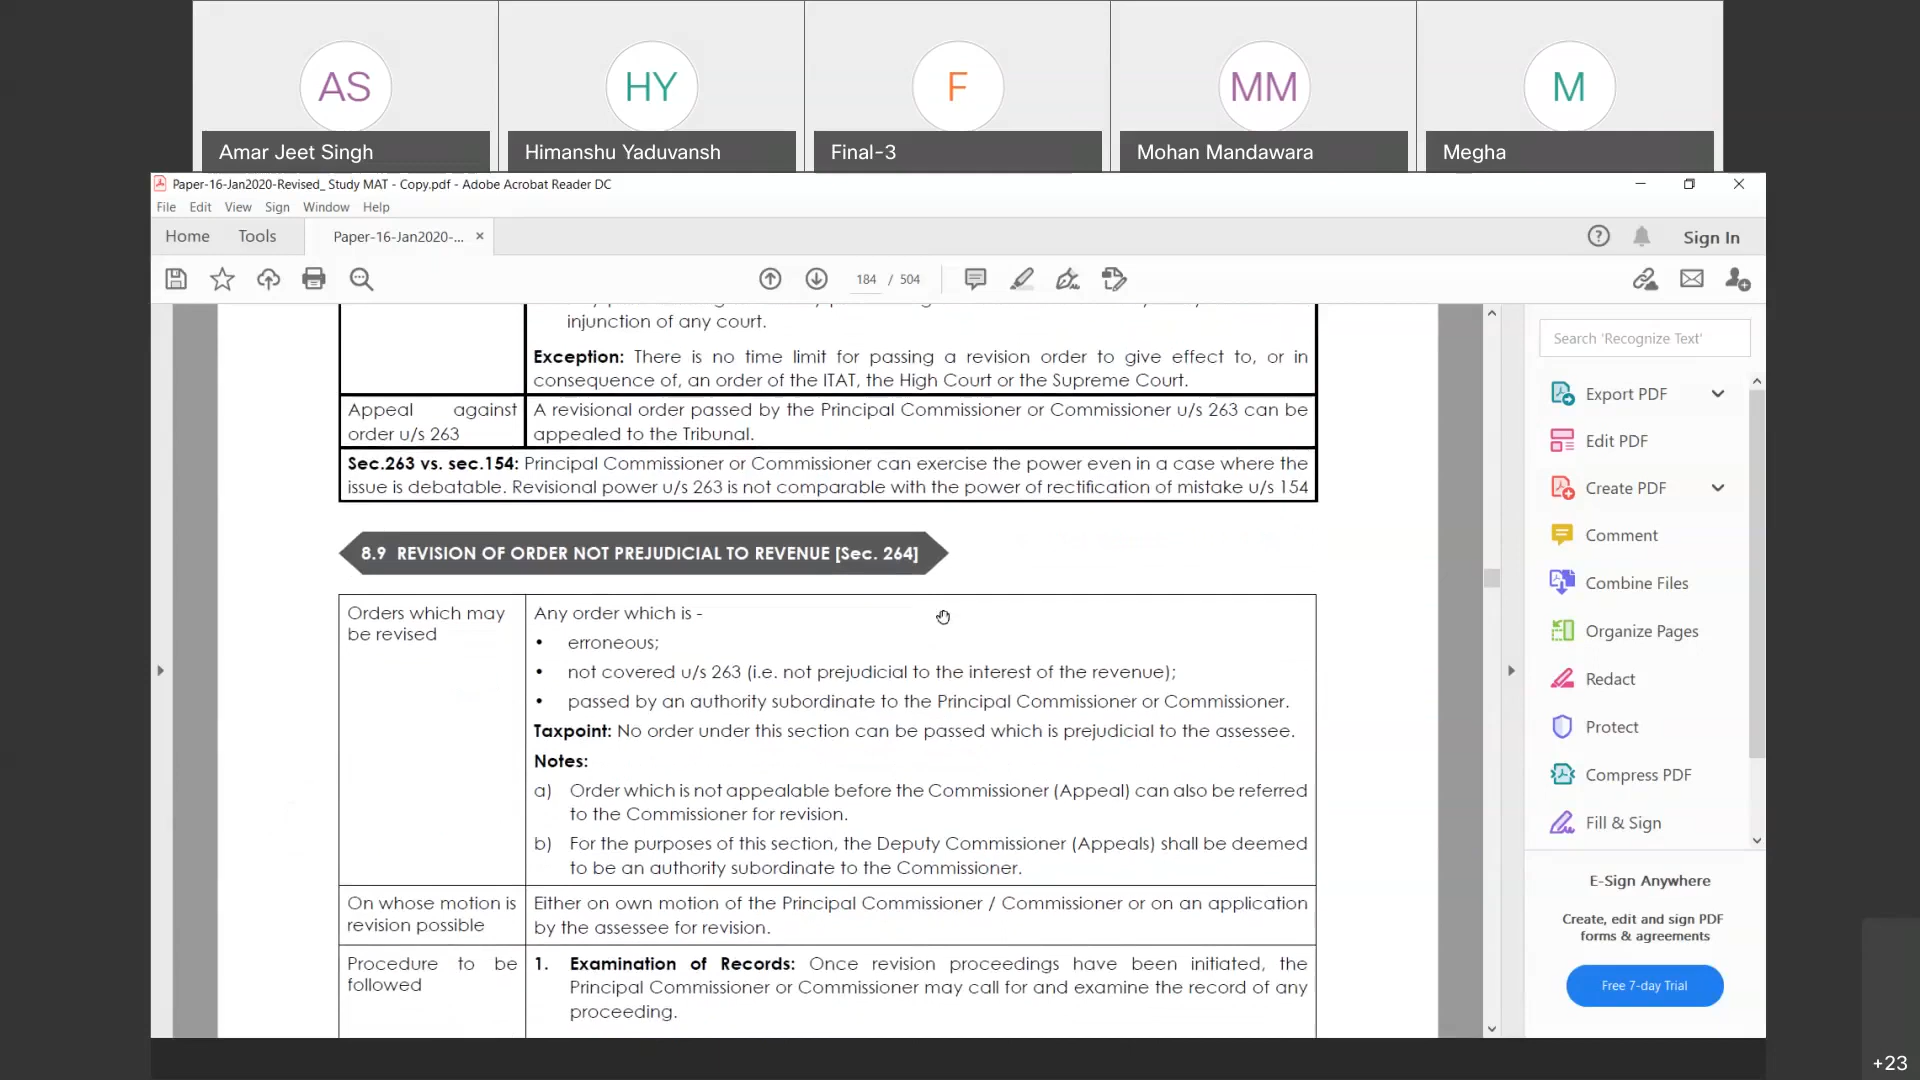 AS
HY
F
MM
M
Amar Jeet Singh
Himanshu Yaduvansh
Final-3
Mohan Mandawara
Megha
Paper-16-Jan2020-Revised_ Study MAT - Copy.pdf - Adobe Acrobat Reader DC
File Edit View Sign Window Help
Home Tools Paper-16-Jan2020-... × Sign In
184 / 504
injunction of any court.
Exception: There is no time limit for passing a revision order to give effect to, or in
consequence of, an order of the ITAT, the High Court or the Supreme Court.
Appeal against
order u/s 263
A revisional order passed by the Principal Commissioner or Commissioner u/s 263 can be
appealed to the Tribunal.
Sec.263 vs. sec.154: Principal Commissioner or Commissioner can exercise the power even in a case where the
issue is debatable. Revisional power u/s 263 is not comparable with the power of rectification of mistake u/s 154
8.9 REVISION OF ORDER NOT PREJUDICIAL TO REVENUE [Sec. 264]
Orders which may
be revised
Any order which is -
• erroneous;
• not covered u/s 263 (i.e. not prejudicial to the interest of the revenue);
• passed by an authority subordinate to the Principal Commissioner or Commissioner.
Taxpoint: No order under this section can be passed which is prejudicial to the assessee.
Notes:
a) Order which is not appealable before the Commissioner (Appeal) can also be referred
to the Commissioner for revision.
b) For the purposes of this section, the Deputy Commissioner (Appeals) shall be deemed
to be an authority subordinate to the Commissioner.
On whose motion is
revision possible
Either on own motion of the Principal Commissioner / Commissioner or on an application
by the assessee for revision.
Procedure to be
followed
1. Examination of Records: Once revision proceedings have been initiated, the
Principal Commissioner or Commissioner may call for and examine the record of any
proceeding.
Search 'Recognize Text'
Export PDF
Edit PDF
Create PDF
Comment
Combine Files
Organize Pages
Redact
Protect
Compress PDF
Fill & Sign
E-Sign Anywhere
Create, edit and sign PDF
forms & agreements
Free 7-day Trial
+23